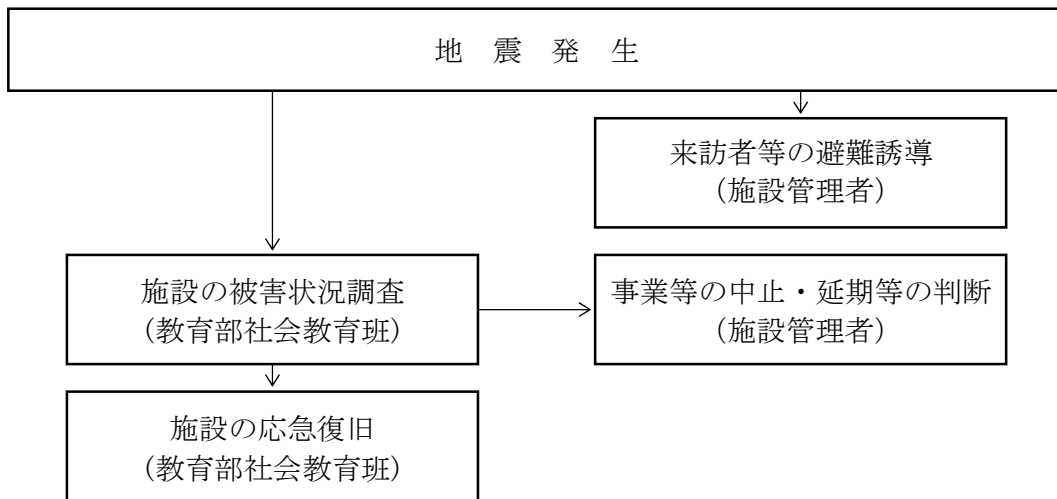 地　震　発　生
来訪者等の避難誘導
（施設管理者）
施設の被害状況調査
（教育部社会教育班）
事業等の中止・延期等の判断
（施設管理者）
施設の応急復旧
（教育部社会教育班）